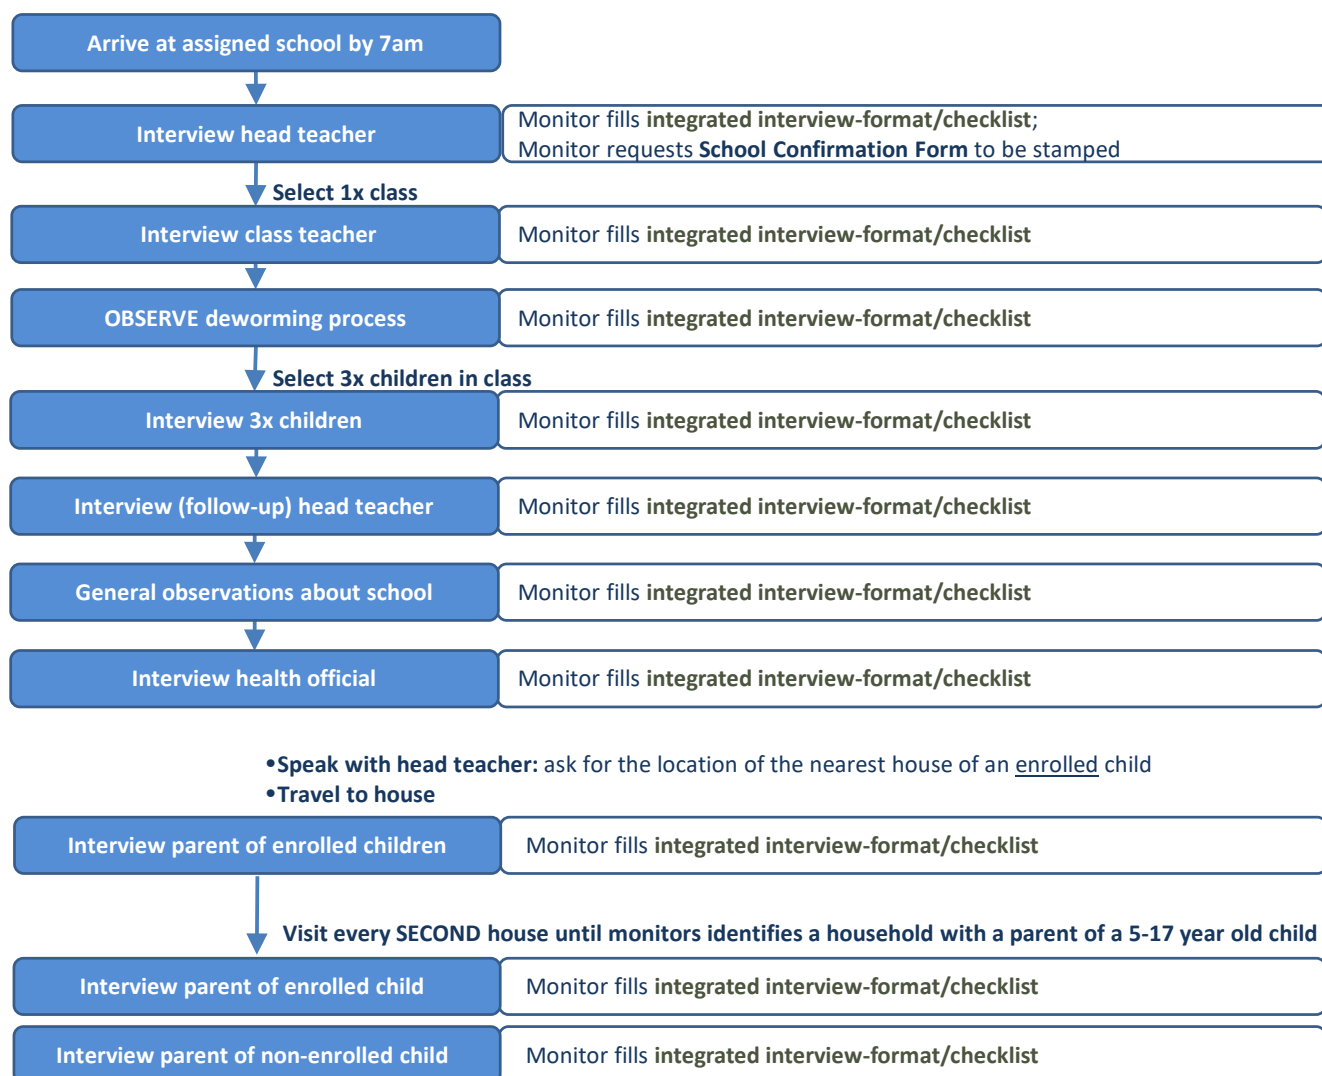 Arrive at assigned school by 7am
Interview head teacher
Monitor fills integrated interview-format/checklist;
Monitor requests School Confirmation Form to be stamped
Select 1x class
Interview class teacher
Monitor fills integrated interview-format/checklist
OBSERVE deworming process
Monitor fills integrated interview-format/checklist
Select 3x children in class
Interview 3x children
Monitor fills integrated interview-format/checklist
Interview (follow-up) head teacher
Monitor fills integrated interview-format/checklist
General observations about school
Monitor fills integrated interview-format/checklist
Interview health official
Monitor fills integrated interview-format/checklist
•Speak with head teacher: ask for the location of the nearest house of an enrolled child
•Travel to house
Interview parent of enrolled children
Monitor fills integrated interview-format/checklist
Visit every SECOND house until monitors identifies a household with a parent of a 5-17 year old child
Interview parent of enrolled child
Monitor fills integrated interview-format/checklist
Interview parent of non-enrolled child
Monitor fills integrated interview-format/checklist